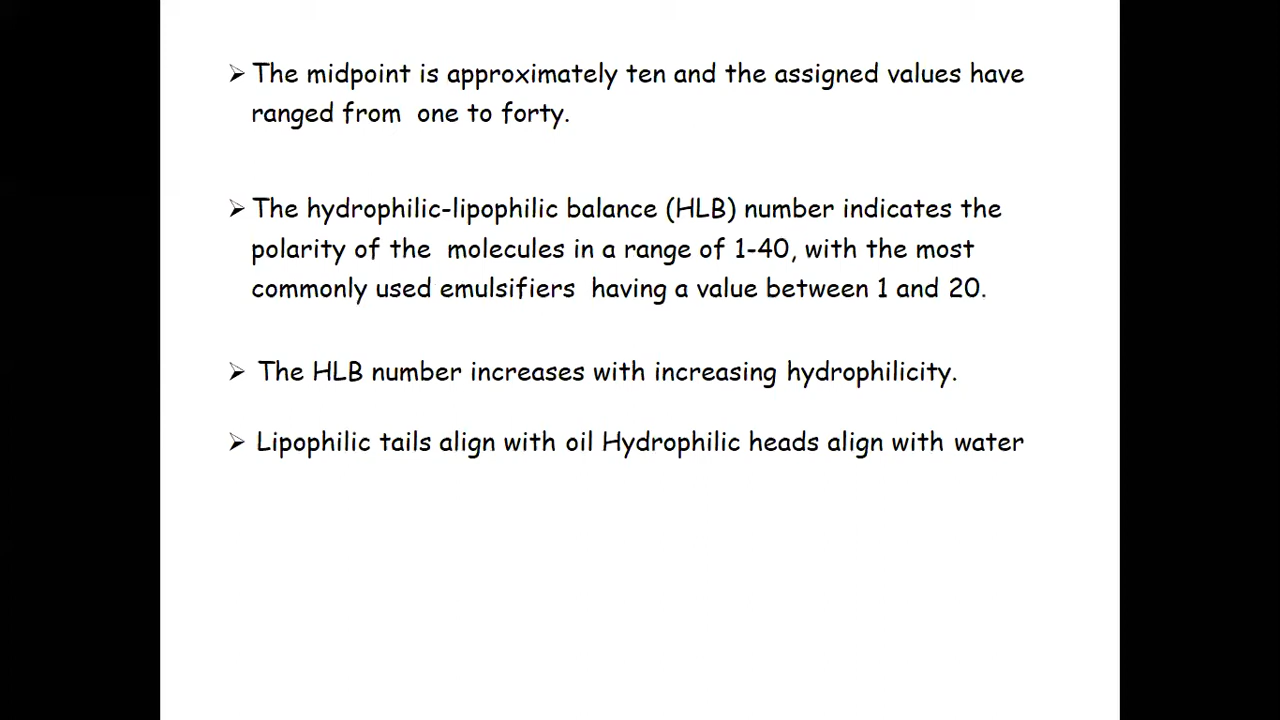 ➢ The midpoint is approximately ten and the assigned values have
ranged from one to forty.
➢ The hydrophilic-lipophilic balance (HLB) number indicates the
polarity of the molecules in a range of 1-40, with the most
commonly used emulsifiers having a value between 1 and 20.
➢ The HLB number increases with increasing hydrophilicity.
➢ Lipophilic tails align with oil Hydrophilic heads align with water